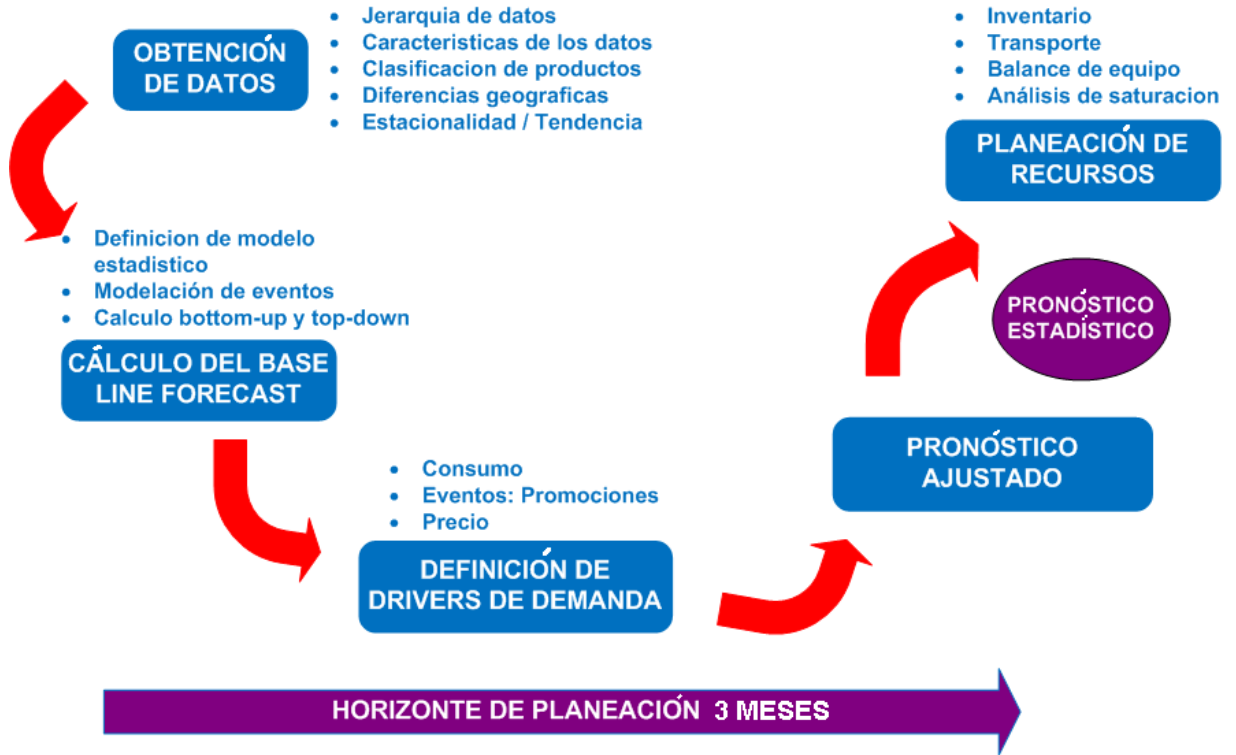 OBTENCIÓN
DE DATOS
• Jerarquia de datos
• Caracteristicas de los datos
• Clasificacion de productos
• Diferencias geograficas
• Estacionalidad / Tendencia
• Definicion de modelo
estadistico
• Modelación de eventos
• Calculo bottom-up y top-down
CÁLCULO DEL BASE
LINE FORECAST
• Consumo
• Eventos: Promociones
• Precio
DEFINICIÓN DE
DRIVERS DE DEMANDA
PRONÓSTICO
AJUSTADO
PRONÓSTICO
ESTADÍSTICO
• Inventario
• Transporte
• Balance de equipo
• Análisis de saturacion
PLANEACIÓN DE
RECURSOS
HORIZONTE DE PLANEACIÓN 3 MESES